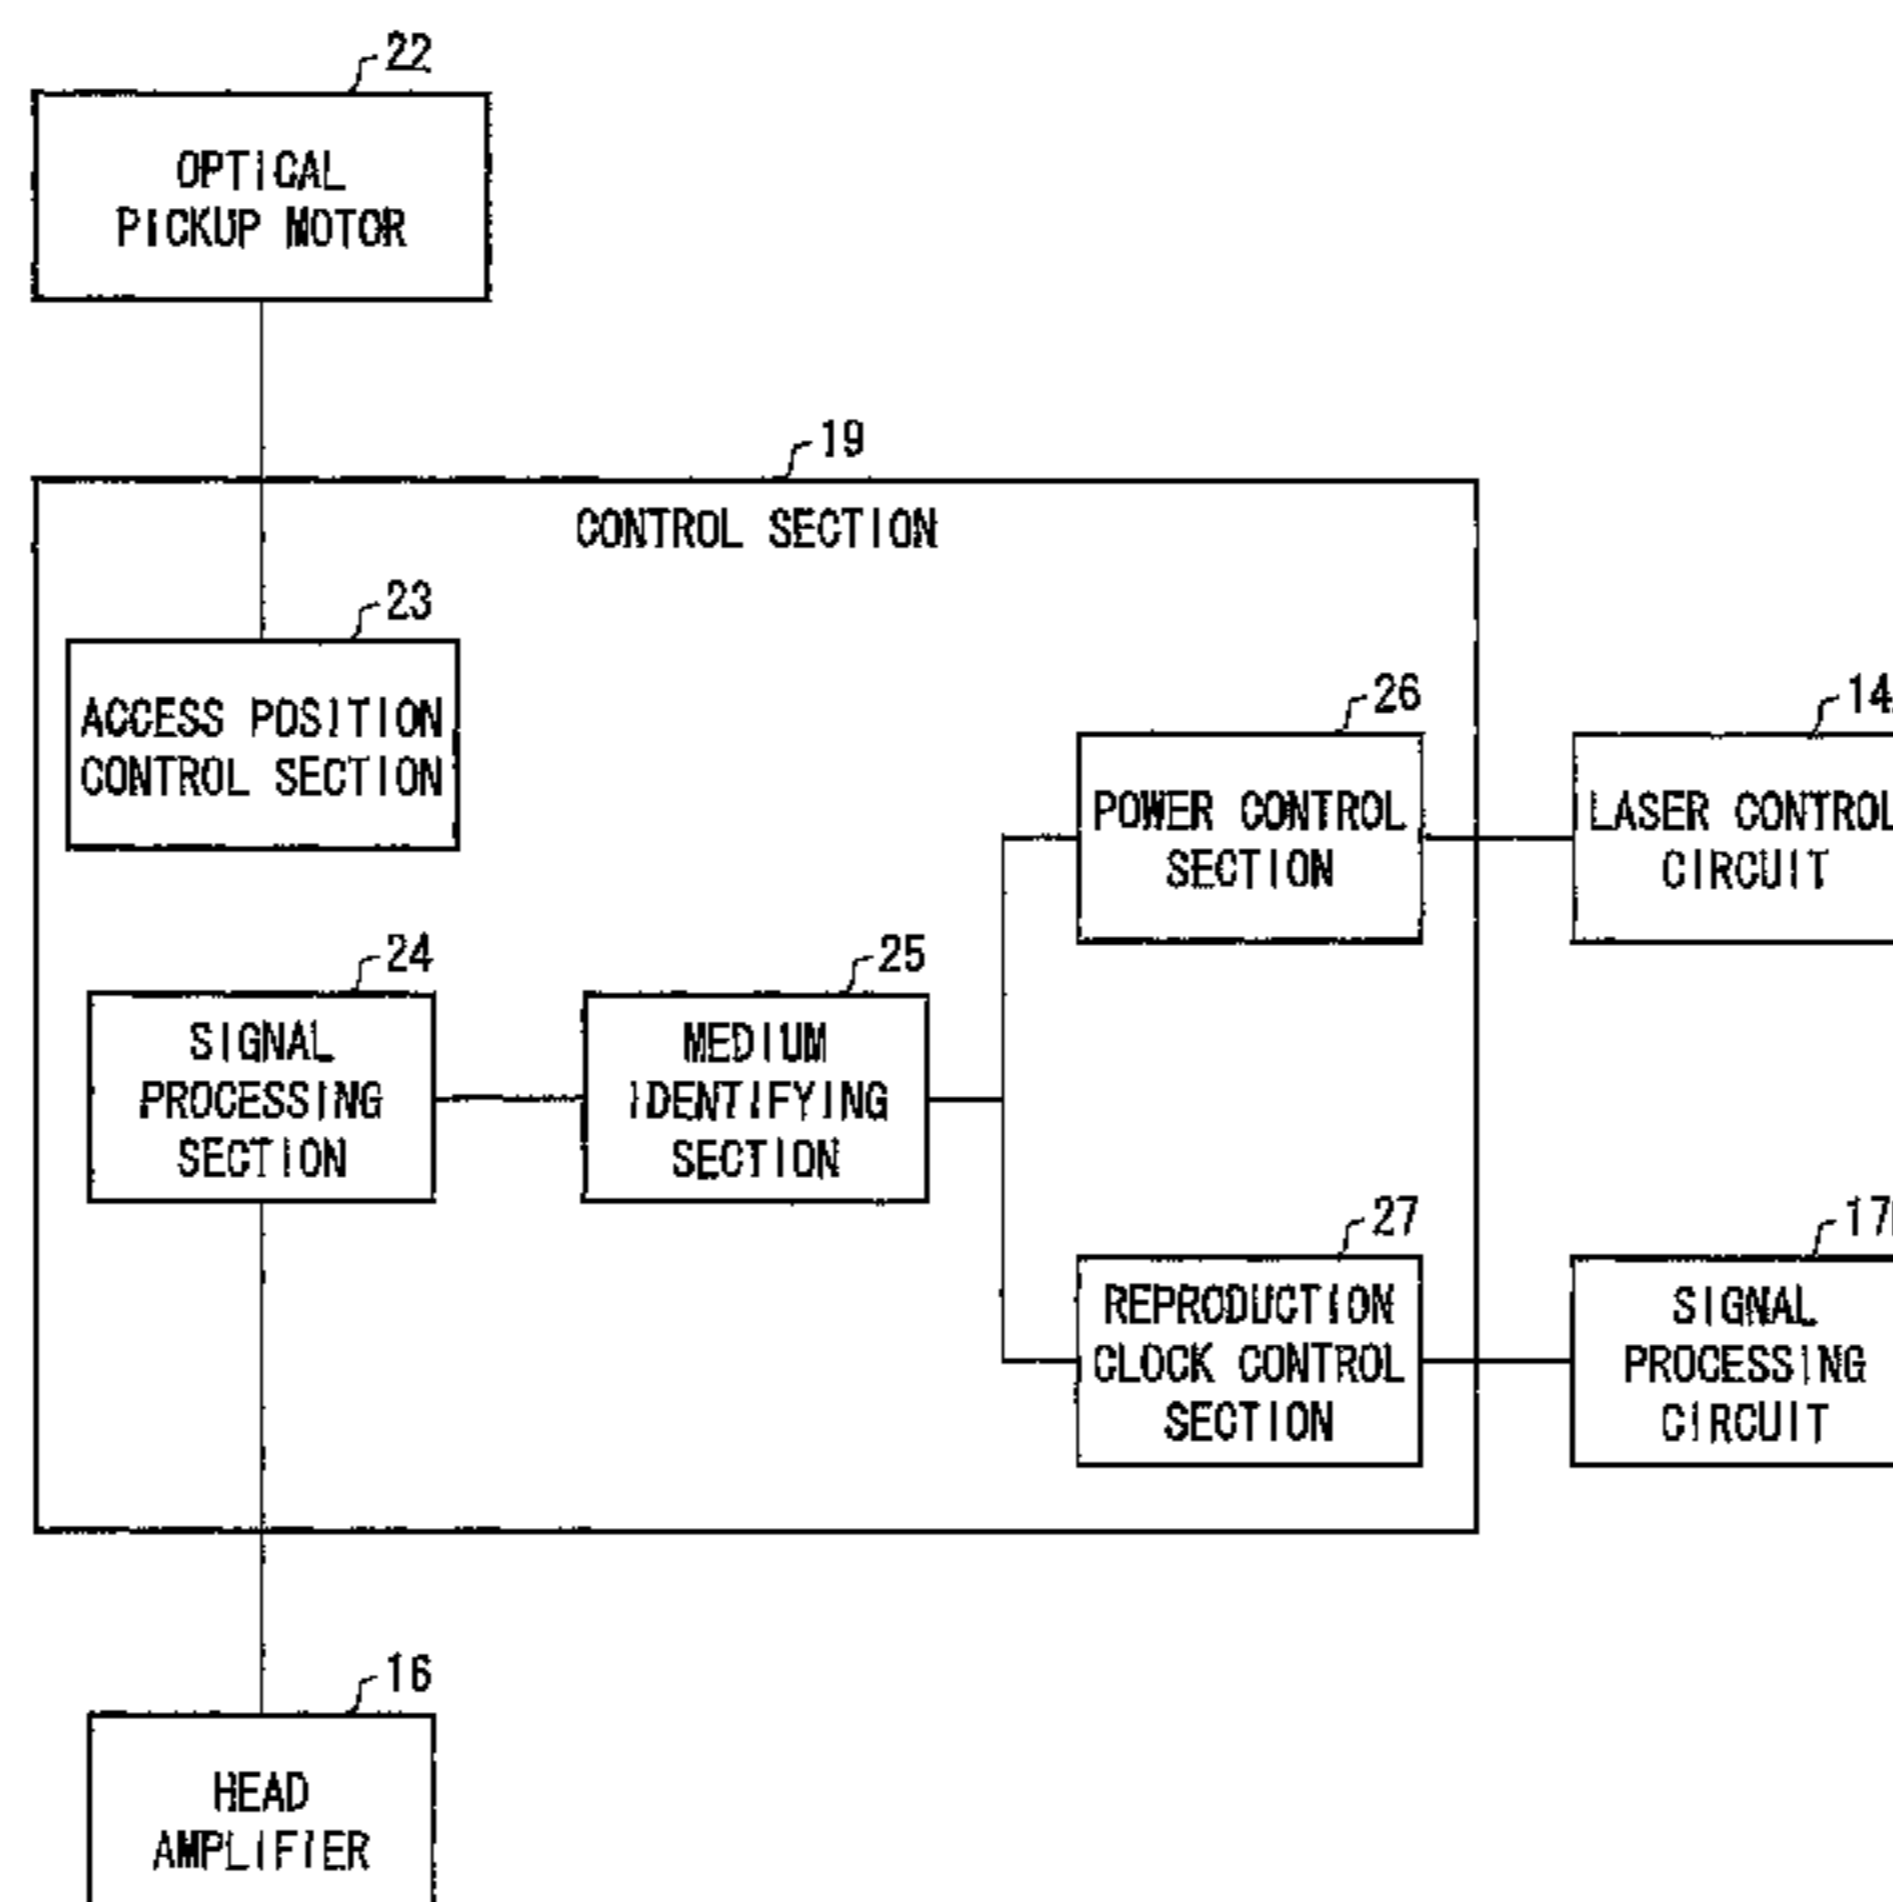 22
OPTICAL
PICKUP MOTOR
19
CONTROL SECTION
23
ACCESS POSITION
CONTROL SECTION
26
POWER CONTROL
SECTION
14
LASER CONTROL
CIRCUIT
24
SIGNAL
PROCESSING
SECTION
25
MEDIUM
IDENTIFYING
SECTION
27
REPRODUCTION
CLOCK CONTROL
SECTION
17
SIGNAL
PROCESSING
CIRCUIT
16
HEAD
AMPLIFIER